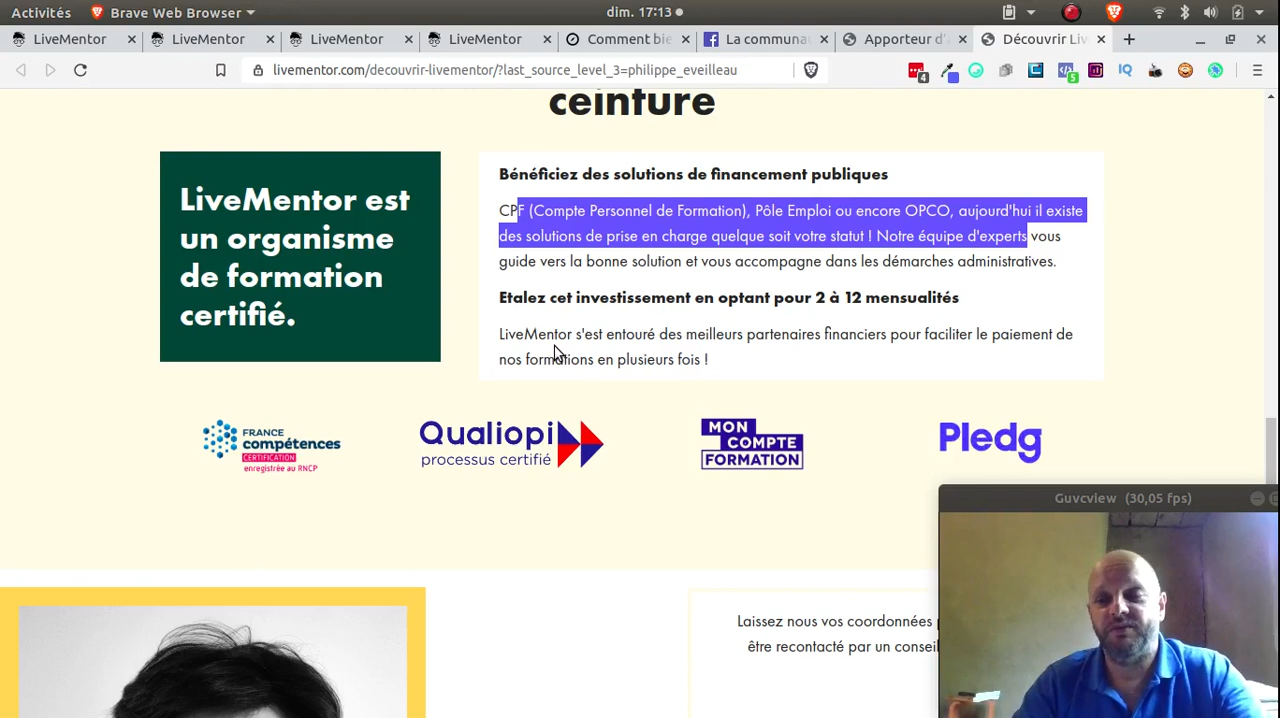 Activités
Brave Web Browser
dim. 17:13
LiveMentor
LiveMentor
LiveMentor
LiveMentor
Comment bie
La communa
Apporteur d'
Découvrir Liv
livementor.com/decouvrir-livementor/?last_source_level_3=philippe_eveilleau
4
5
IQ
ceinture
LiveMentor est
un organisme
de formation
certifié.
Bénéficiez des solutions de financement publiques
CPF (Compte Personnel de Formation), Pôle Emploi ou encore OPCO, aujourd'hui il existe
des solutions de prise en charge quelque soit votre statut ! Notre équipe d'experts vous
guide vers la bonne solution et vous accompagne dans les démarches administratives.
Etalez cet investissement en optant pour 2 à 12 mensualités
LiveMentor s'est entouré des meilleurs partenaires financiers pour faciliter le paiement de
nos formations en plusieurs fois !
FRANCE
compétences
CERTIFICATION
enregistrée au RNCP
Qualiopi
processus certifié
MON
COMPTE
FORMATION
Pledg
Guvcview (30,05 fps)
Laissez nous vos coordonnées
être recontacté par un conseil